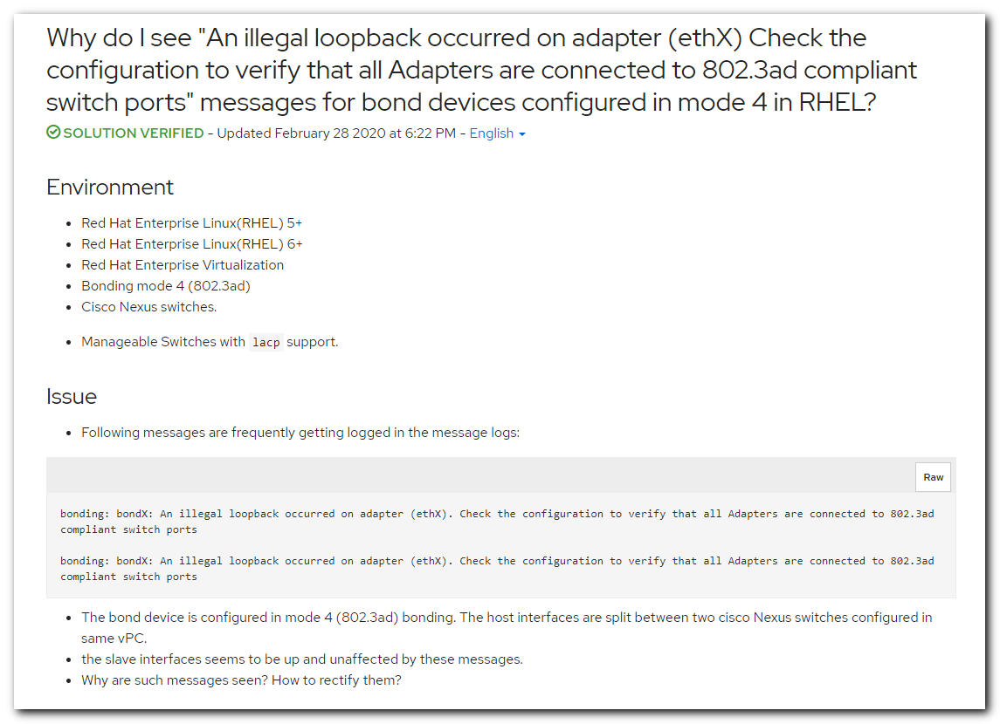 Why do I see "An illegal loopback occurred on adapter (ethX) Check the
configuration to verify that all Adapters are connected to 802.3ad compliant
switch ports" messages for bond devices configured in mode 4 in RHEL?
SOLUTION VERIFIED - Updated February 28 2020 at 6:22 PM - English
Environment
• Red Hat Enterprise Linux(RHEL) 5+
• Red Hat Enterprise Linux(RHEL) 6+
• Red Hat Enterprise Virtualization
• Bonding mode 4 (802.3ad)
• Cisco Nexus switches.
• Manageable Switches with lacp support.
Issue
• Following messages are frequently getting logged in the message logs:
Raw
bonding: bondX: An illegal loopback occurred on adapter (ethX). Check the configuration to verify that all Adapters are connected to 802.3ad
compliant switch ports
bonding: bondX: An illegal loopback occurred on adapter (ethX). Check the configuration to verify that all Adapters are connected to 802.3ad
compliant switch ports
• The bond device is configured in mode 4 (802.3ad) bonding. The host interfaces are split between two cisco Nexus switches configured in
same vPC.
• the slave interfaces seems to be up and unaffected by these messages.
• Why are such messages seen? How to rectify them?